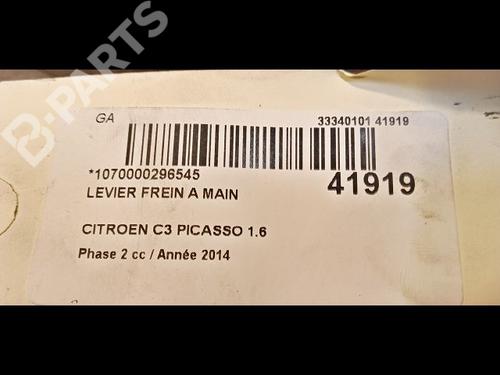 B-PARTS
GA
33340101 41919
*1070000296545
41919
LEVIER FREIN A MAIN
CITROEN C3 PICASSO 1.6
Phase 2 cc / Année 2014